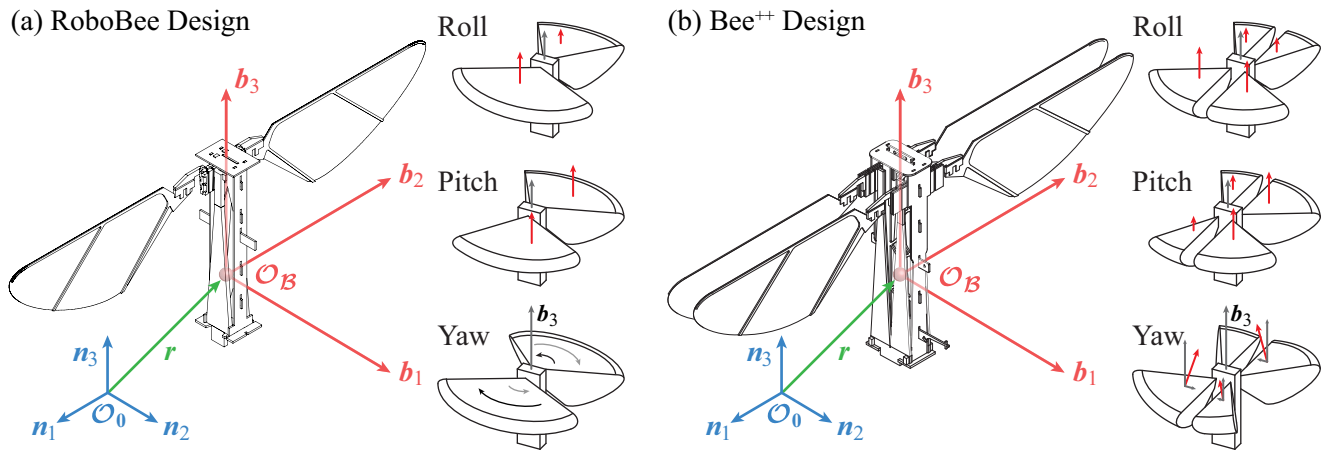 (a) RoboBee Design
Roll
b₃
b₂
Pitch
O_B
r
b₁
n₃
O₀
n₁
n₂
Yaw
b₃
(b) Bee⁺⁺ Design
Roll
b₃
b₂
Pitch
O_B
r
b₁
n₃
O₀
n₁
n₂
Yaw
b₃